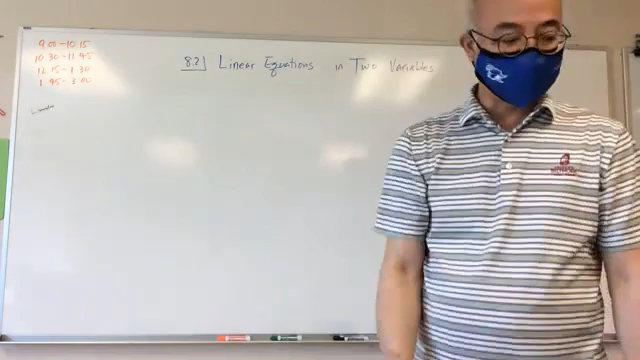 9 00-10 15
10 30-11 45
12 15-1 30
1 45-3 00
8.2 Linear Equations in Two Variables